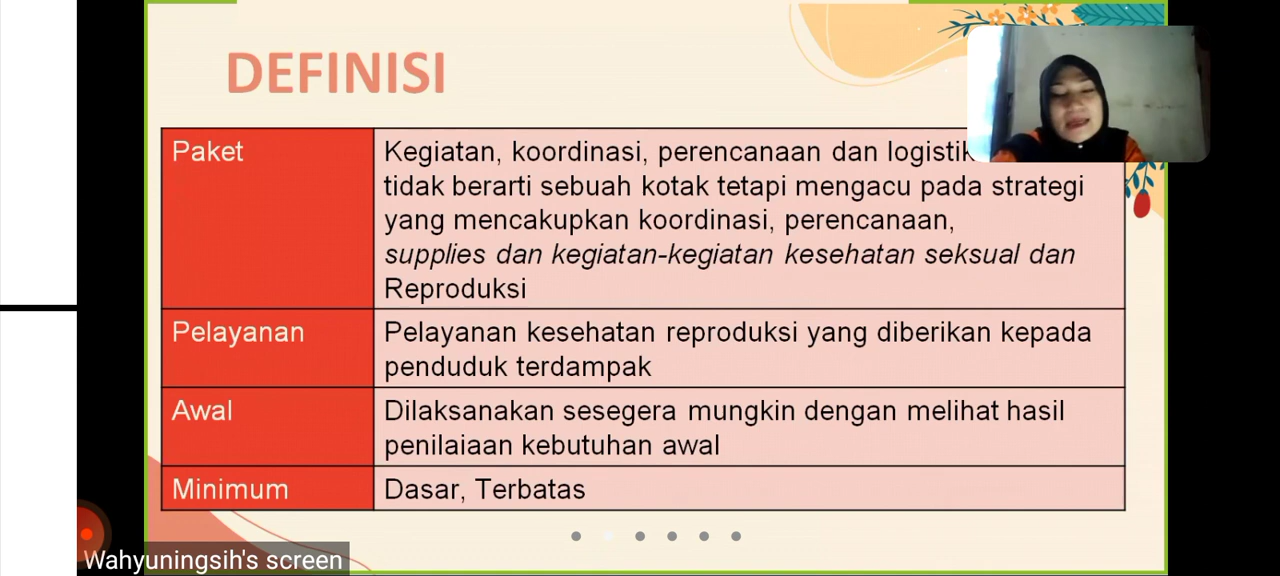 DEFINISI
Paket
Kegiatan, koordinasi, perencanaan dan logistik
tidak berarti sebuah kotak tetapi mengacu pada strategi
yang mencakupkan koordinasi, perencanaan,
supplies dan kegiatan-kegiatan kesehatan seksual dan
Reproduksi
Pelayanan
Pelayanan kesehatan reproduksi yang diberikan kepada
penduduk terdampak
Awal
Dilaksanakan sesegera mungkin dengan melihat hasil
penilaiaan kebutuhan awal
Minimum
Dasar, Terbatas
Wahyuningsih's screen